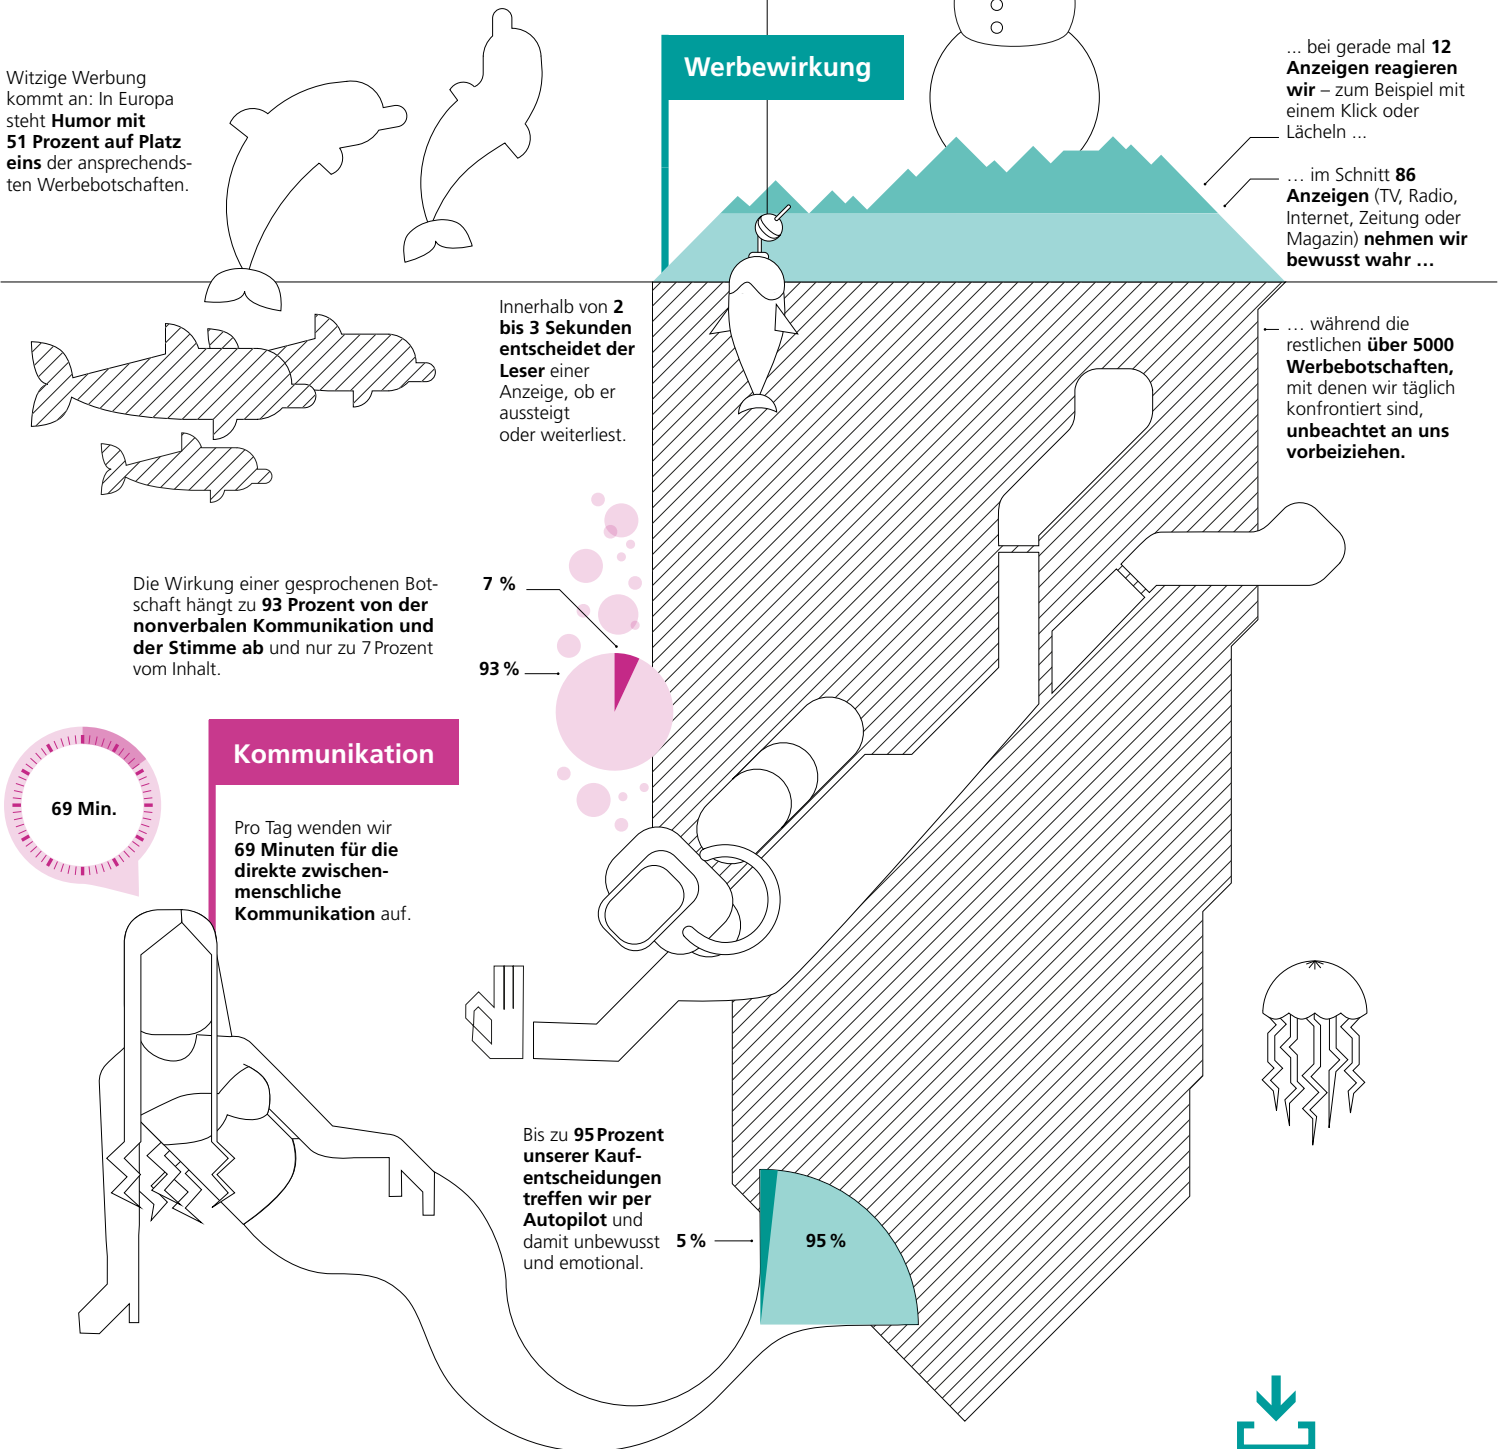 Witzige Werbung
kommt an: In Europa
steht Humor mit
51 Prozent auf Platz
eins der ansprechends-
ten Werbebotschaften.
Werbewirkung
... bei gerade mal 12
Anzeigen reagieren
wir – zum Beispiel mit
einem Klick oder
Lächeln ...
... im Schnitt 86
Anzeigen (TV, Radio,
Internet, Zeitung oder
Magazin) nehmen wir
bewusst wahr ...
... während die
restlichen über 5000
Werbebotschaften,
mit denen wir täglich
konfrontiert sind,
unbeachtet an uns
vorbeiziehen.
Innerhalb von 2
bis 3 Sekunden
entscheidet der
Leser einer
Anzeige, ob er
aussteigt
oder weiterliest.
Die Wirkung einer gesprochenen Bot-
schaft hängt zu 93 Prozent von der
nonverbalen Kommunikation und
der Stimme ab und nur zu 7 Prozent
vom Inhalt.
7 %
93 %
Kommunikation
69 Min.
Pro Tag wenden wir
69 Minuten für die
direkte zwischen-
menschliche
Kommunikation auf.
Bis zu 95 Prozent
unserer Kauf-
entscheidungen
treffen wir per
Autopilot und
damit unbewusst
und emotional.
5 %
95 %